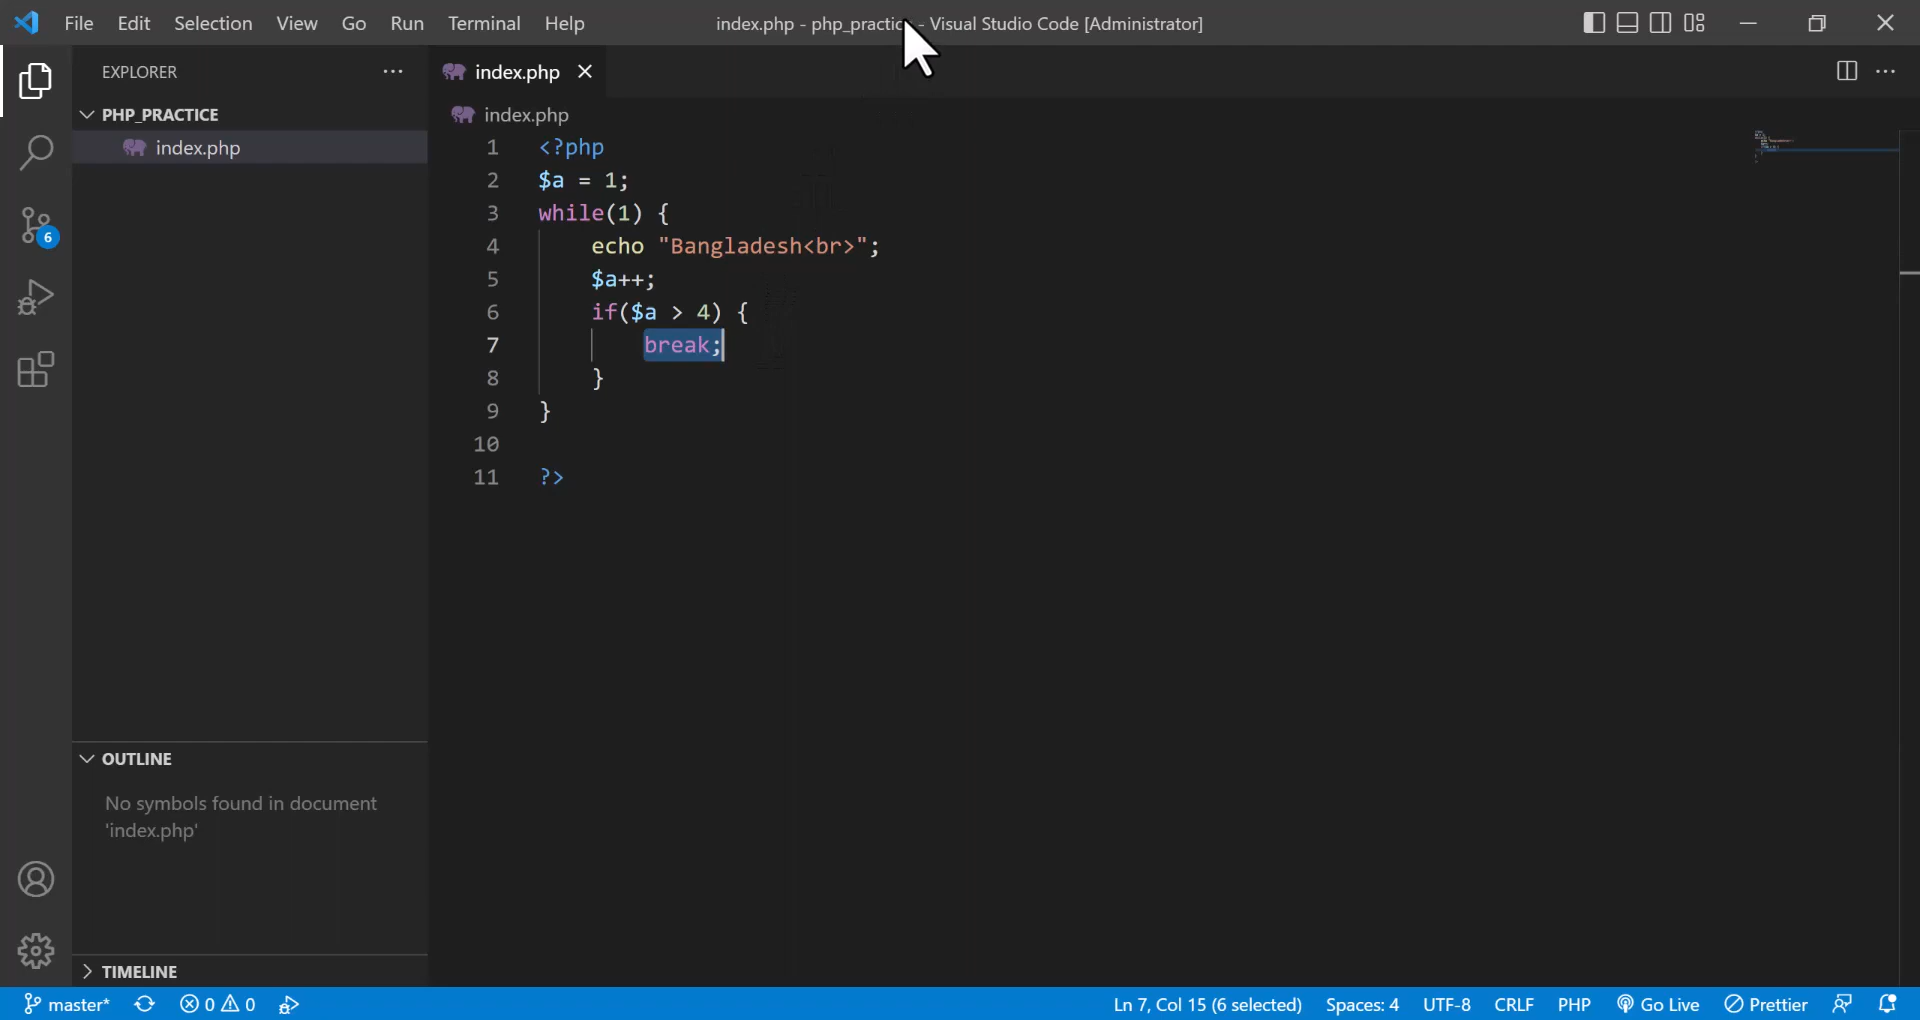 File Edit Selection View Go Run Terminal Help
index.php - php_practic - Visual Studio Code [Administrator]
EXPLORER
index.php
PHP_PRACTICE
index.php
index.php
1 <?php
2 $a = 1;
3 while(1) {
4 echo "Bangladesh<br>";
5 $a++;
6 if($a > 4) {
7 break;
8 }
9 }
10
11 ?>
6
OUTLINE
No symbols found in document
'index.php'
TIMELINE
master* 0 0 Ln 7, Col 15 (6 selected) Spaces: 4 UTF-8 CRLF PHP Go Live Prettier